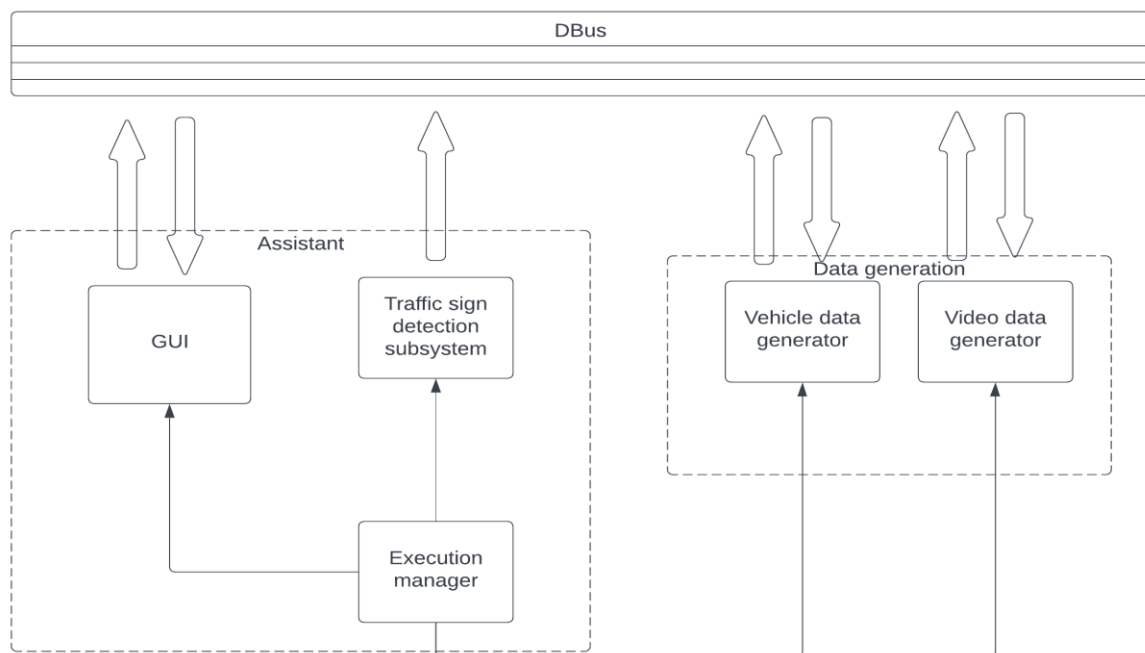 DBus
Assistant
GUI
Traffic sign
detection
subsystem
Execution
manager
Data generation
Vehicle data
generator
Video data
generator